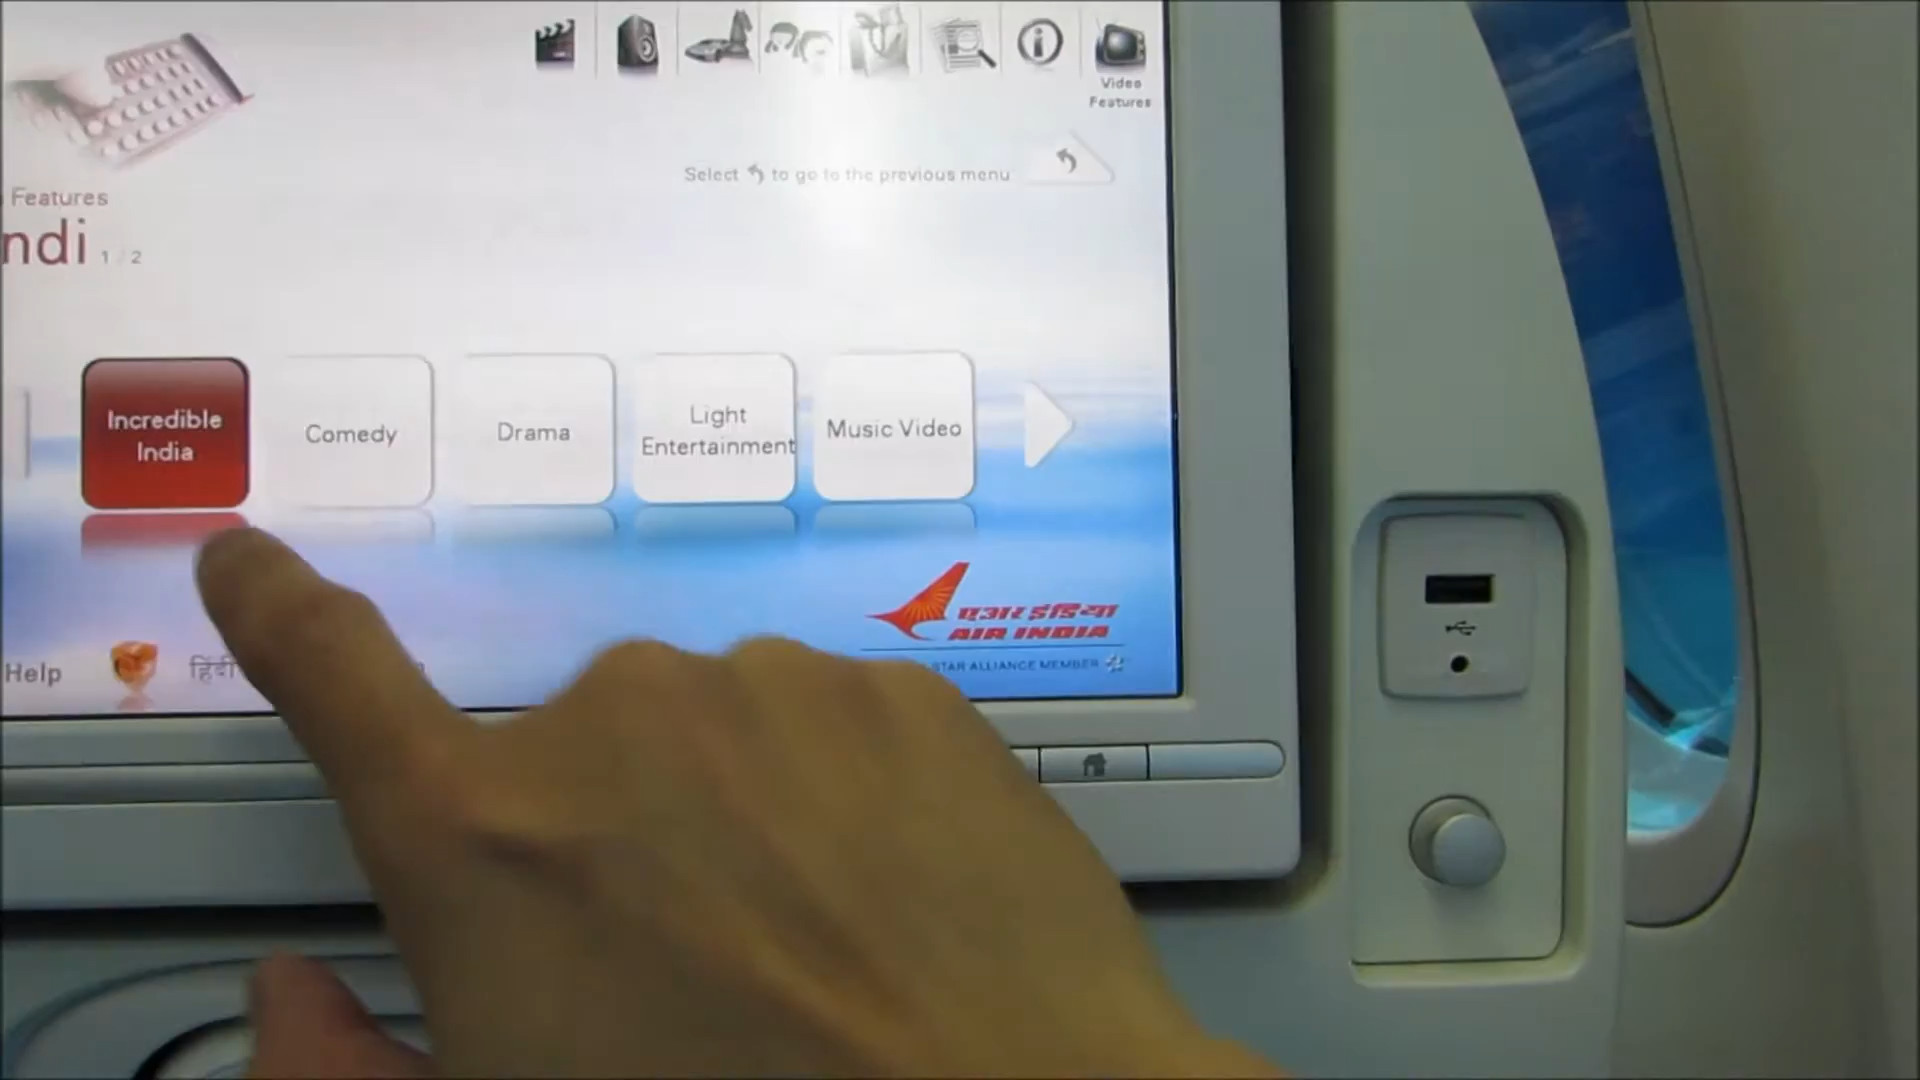 Video
Features
Select to go to the previous menu
Features
ndi 1 / 2
Incredible
India
Comedy
Drama
Light
Entertainment
Music Video
एअर इंडिया
AIR INDIA
STAR ALLIANCE MEMBER
Help
हिंदी